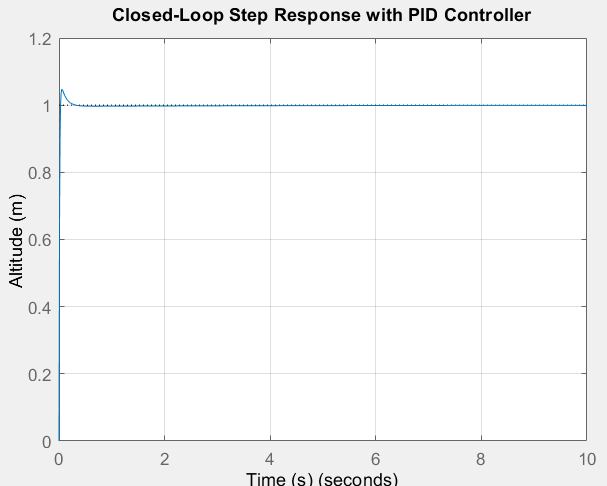 Closed-Loop Step Response with PID Controller
1.2
1
0.8
0.6
0.4
0.2
0
Altitude (m)
0 2 4 6 8 10
Time (s) (seconds)